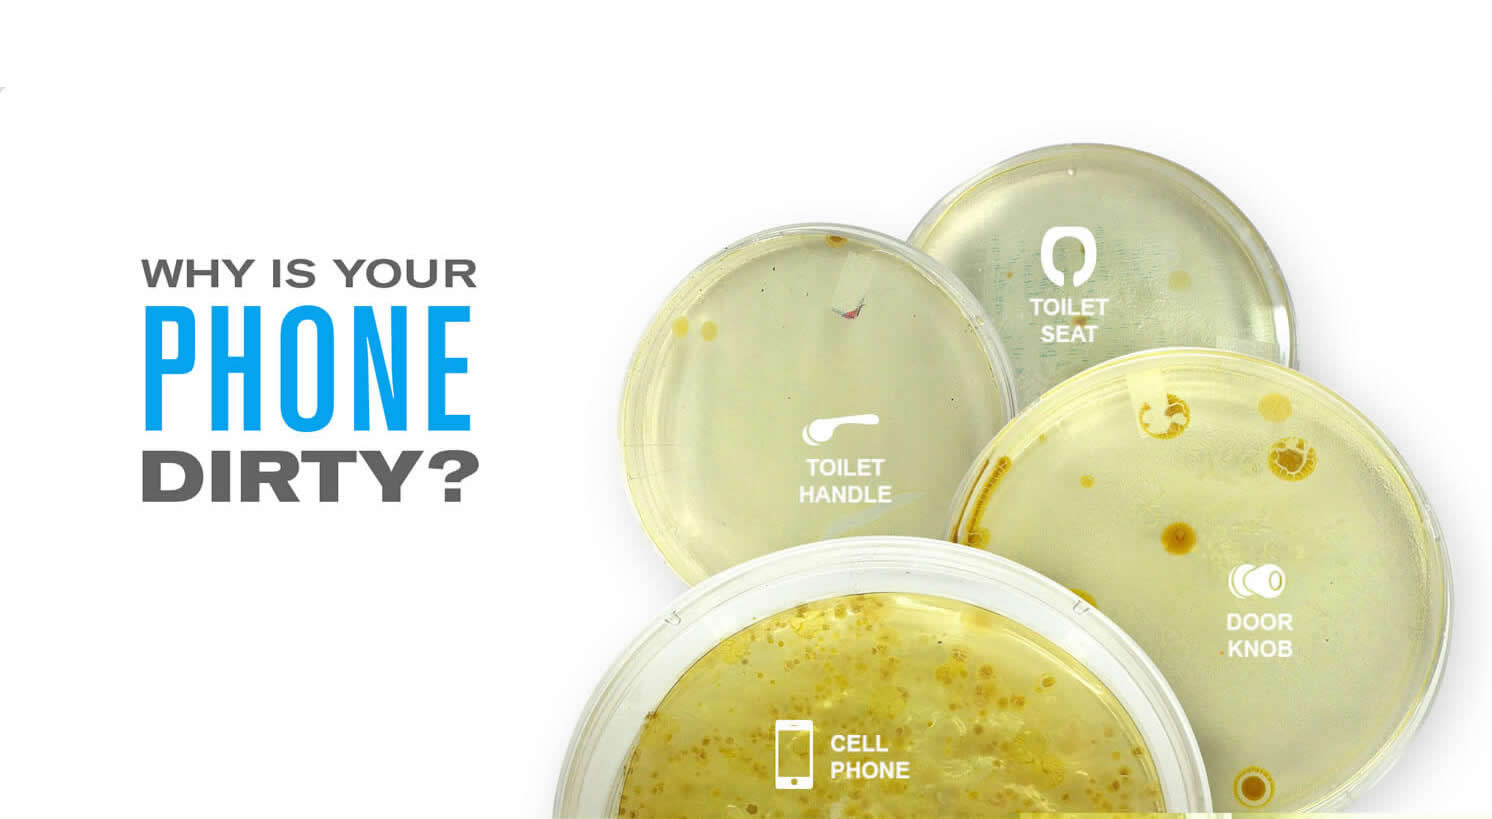 WHY IS YOUR
PHONE
DIRTY?
TOILET
SEAT
TOILET
HANDLE
DOOR
KNOB
CELL
PHONE